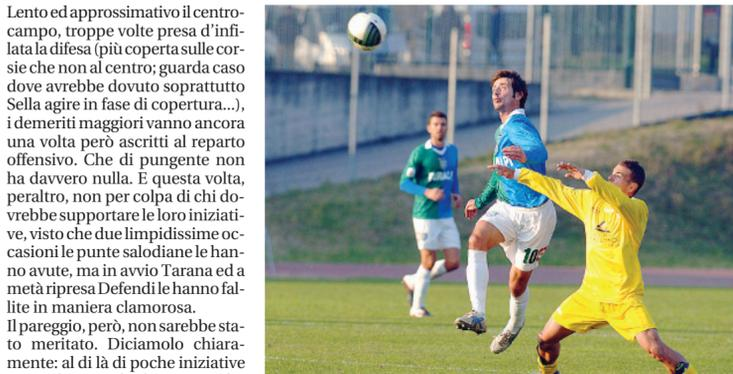 Lento ed approssimativo il centro-
campo, troppe volte presa d'infi-
lata la difesa (più coperta sulle cor-
sie che non al centro; guarda caso
dove avrebbe dovuto soprattutto
Sella agire in fase di copertura...),
i demeriti maggiori vanno ancora
una volta però ascritti al reparto
offensivo. Che di pungente non
ha davvero nulla. E questa volta,
peraltro, non per colpa di chi do-
vrebbe supportare le loro iniziati-
ve, visto che due limpidissime oc-
casioni le punte salodiane le han-
no avute, ma in avvio Tarana ed a
metà ripresa Defendi le hanno fal-
lite in maniera clamorosa.
Il pareggio, però, non sarebbe sta-
to meritato. Diciamolo chiara-
mente: al di là di poche iniziative
10